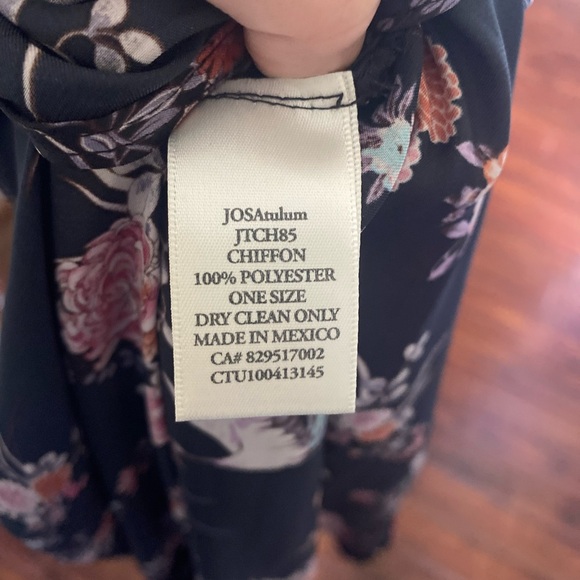 JOSAtulum
JTCH85
CHIFFON
100% POLYESTER
ONE SIZE
DRY CLEAN ONLY
MADE IN MEXICO
CA# 829517002
CTU100413145